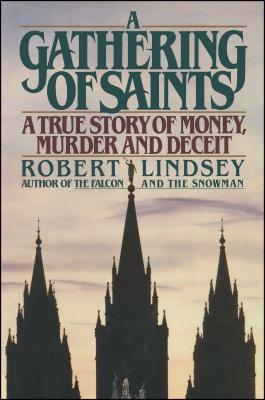 A
GATHERING
OF SAINTS
A TRUE STORY OF MONEY,
MURDER AND DECEIT
ROBERT LINDSEY
AUTHOR OF THE FALCON AND THE SNOWMAN